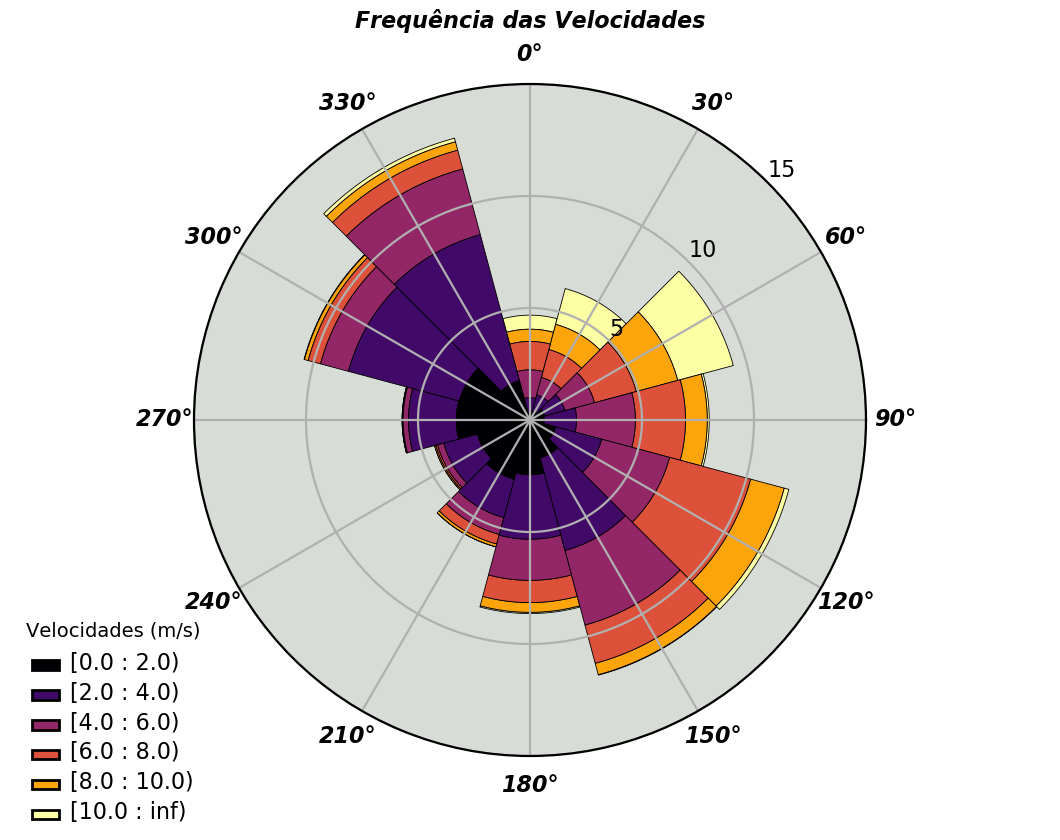 Frequência das Velocidades
0°
30°
60°
90°
120°
150°
180°
210°
240°
270°
300°
330°
5
10
15
Velocidades (m/s)
[0.0 : 2.0)
[2.0 : 4.0)
[4.0 : 6.0)
[6.0 : 8.0)
[8.0 : 10.0)
[10.0 : inf)